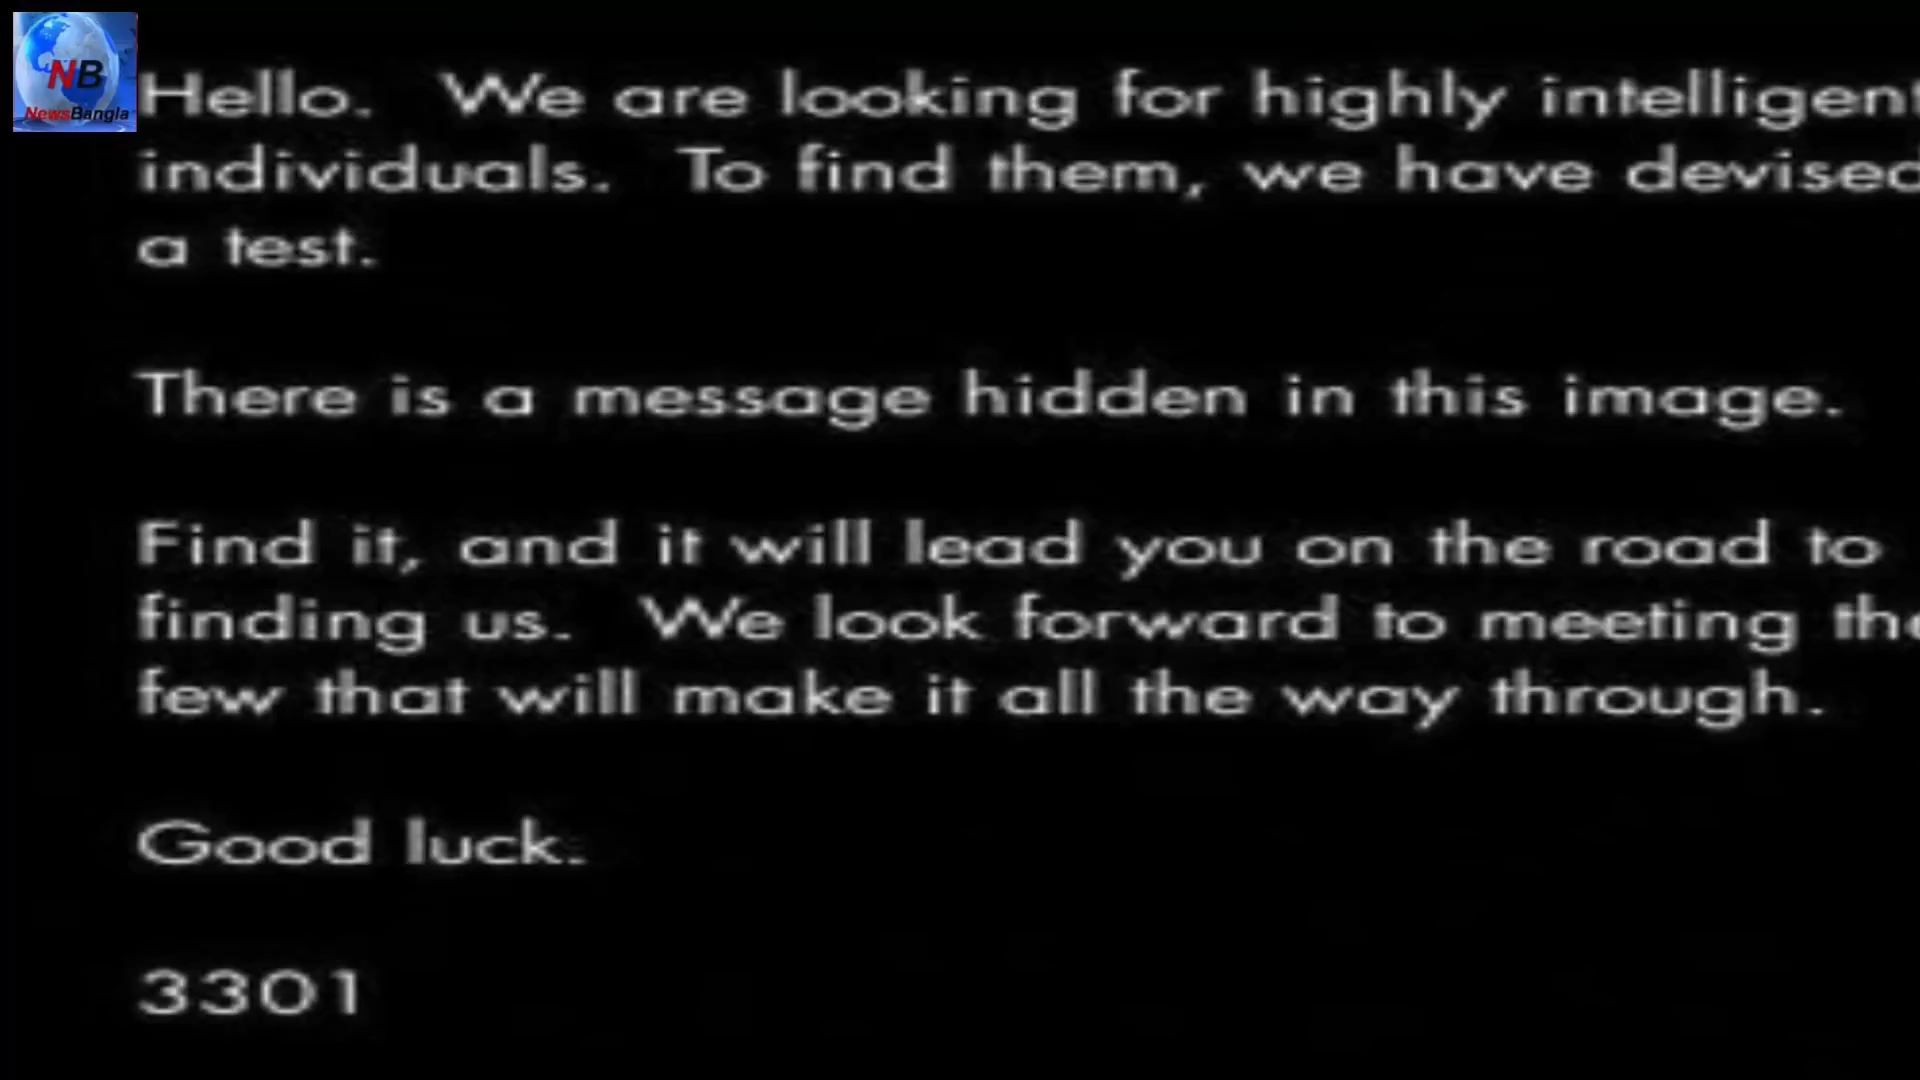 NB
NewsBangla
Hello.  We are looking for highly intelligent
individuals.  To find them, we have devised
a test.
There is a message hidden in this image.
Find it, and it will lead you on the road to
finding us.  We look forward to meeting the
few that will make it all the way through.
Good luck.
3301